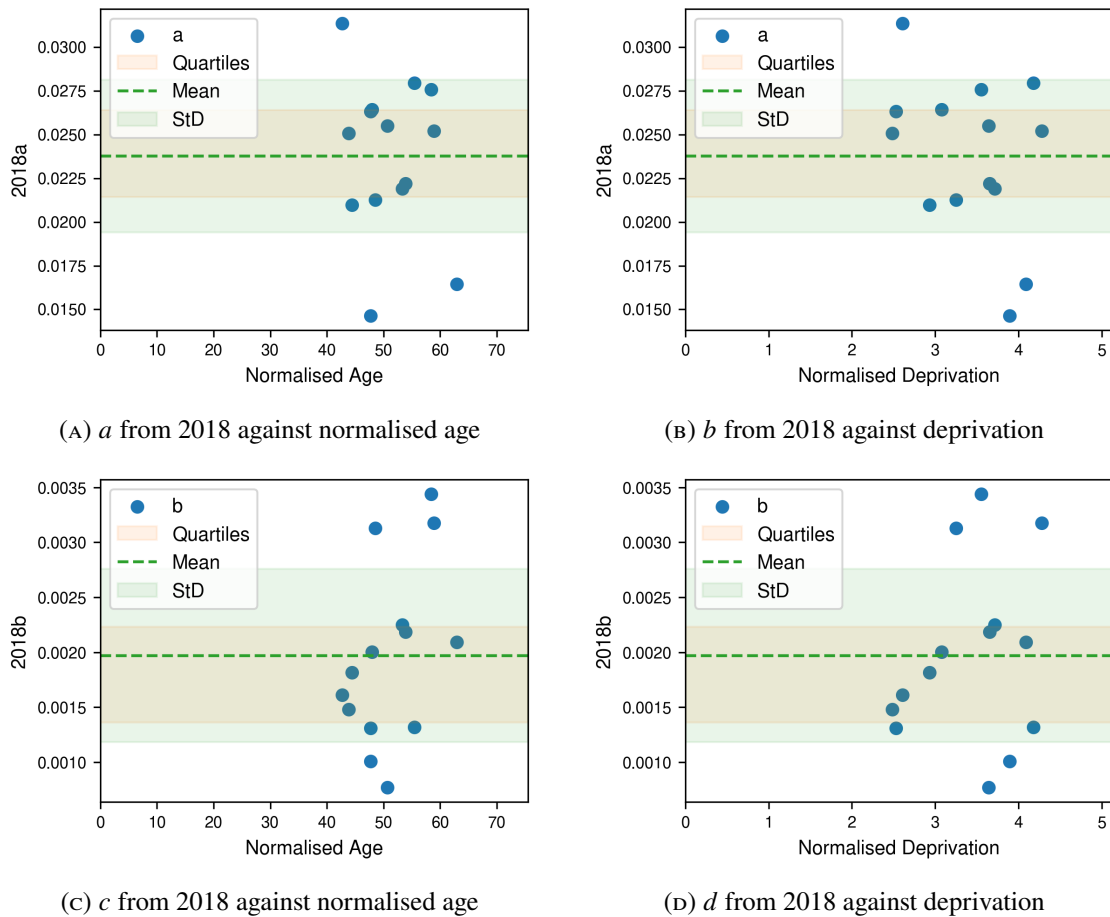 a
Quartiles
Mean
StD
0.0300
0.0275
0.0250
0.0225
0.0200
0.0175
0.0150
2018a
0 10 20 30 40 50 60 70
Normalised Age
(A) a from 2018 against normalised age
a
Quartiles
Mean
StD
0.0300
0.0275
0.0250
0.0225
0.0200
0.0175
0.0150
2018a
0 1 2 3 4 5
Normalised Deprivation
(B) b from 2018 against deprivation
b
Quartiles
Mean
StD
0.0035
0.0030
0.0025
0.0020
0.0015
0.0010
2018b
0 10 20 30 40 50 60 70
Normalised Age
(C) c from 2018 against normalised age
b
Quartiles
Mean
StD
0.0035
0.0030
0.0025
0.0020
0.0015
0.0010
2018b
0 1 2 3 4 5
Normalised Deprivation
(D) d from 2018 against deprivation